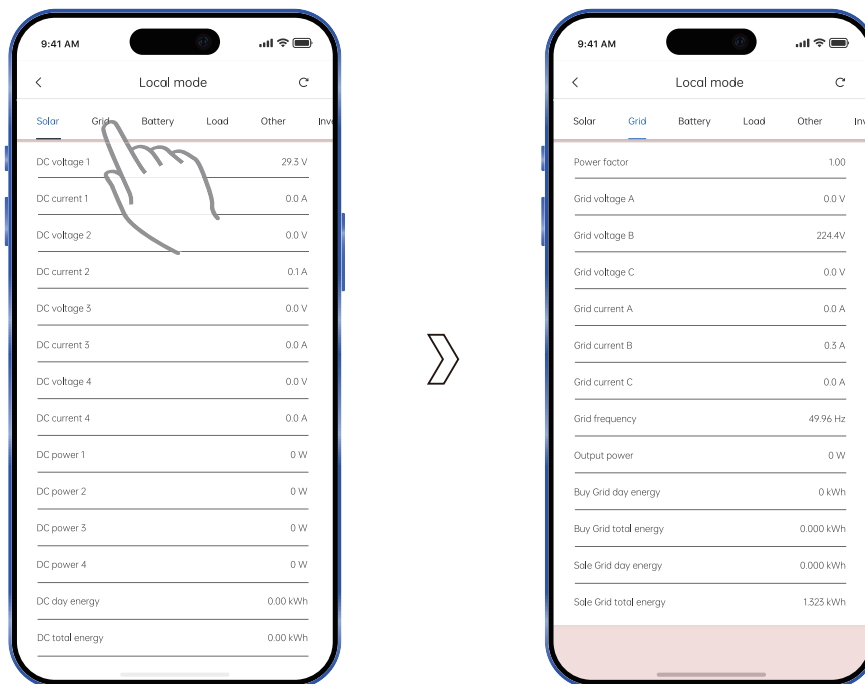 9:41 AM
Local mode
Solar Grid Battery Load Other Inv
DC voltage 1 29.3 V
DC current 1 0.0 A
DC voltage 2 0.0 V
DC current 2 0.1 A
DC voltage 3 0.0 V
DC current 3 0.0 A
DC voltage 4 0.0 V
DC current 4 0.0 A
DC power 1 0 W
DC power 2 0 W
DC power 3 0 W
DC power 4 0 W
DC day energy 0.00 kWh
DC total energy 0.00 kWh
9:41 AM
Local mode
Solar Grid Battery Load Other Inv
Power factor 1.00
Grid voltage A 0.0 V
Grid voltage B 224.4V
Grid voltage C 0.0 V
Grid current A 0.0 A
Grid current B 0.3 A
Grid current C 0.0 A
Grid frequency 49.96 Hz
Output power 0 W
Buy Grid day energy 0 kWh
Buy Grid total energy 0.000 kWh
Sale Grid day energy 0.000 kWh
Sale Grid total energy 1.323 kWh